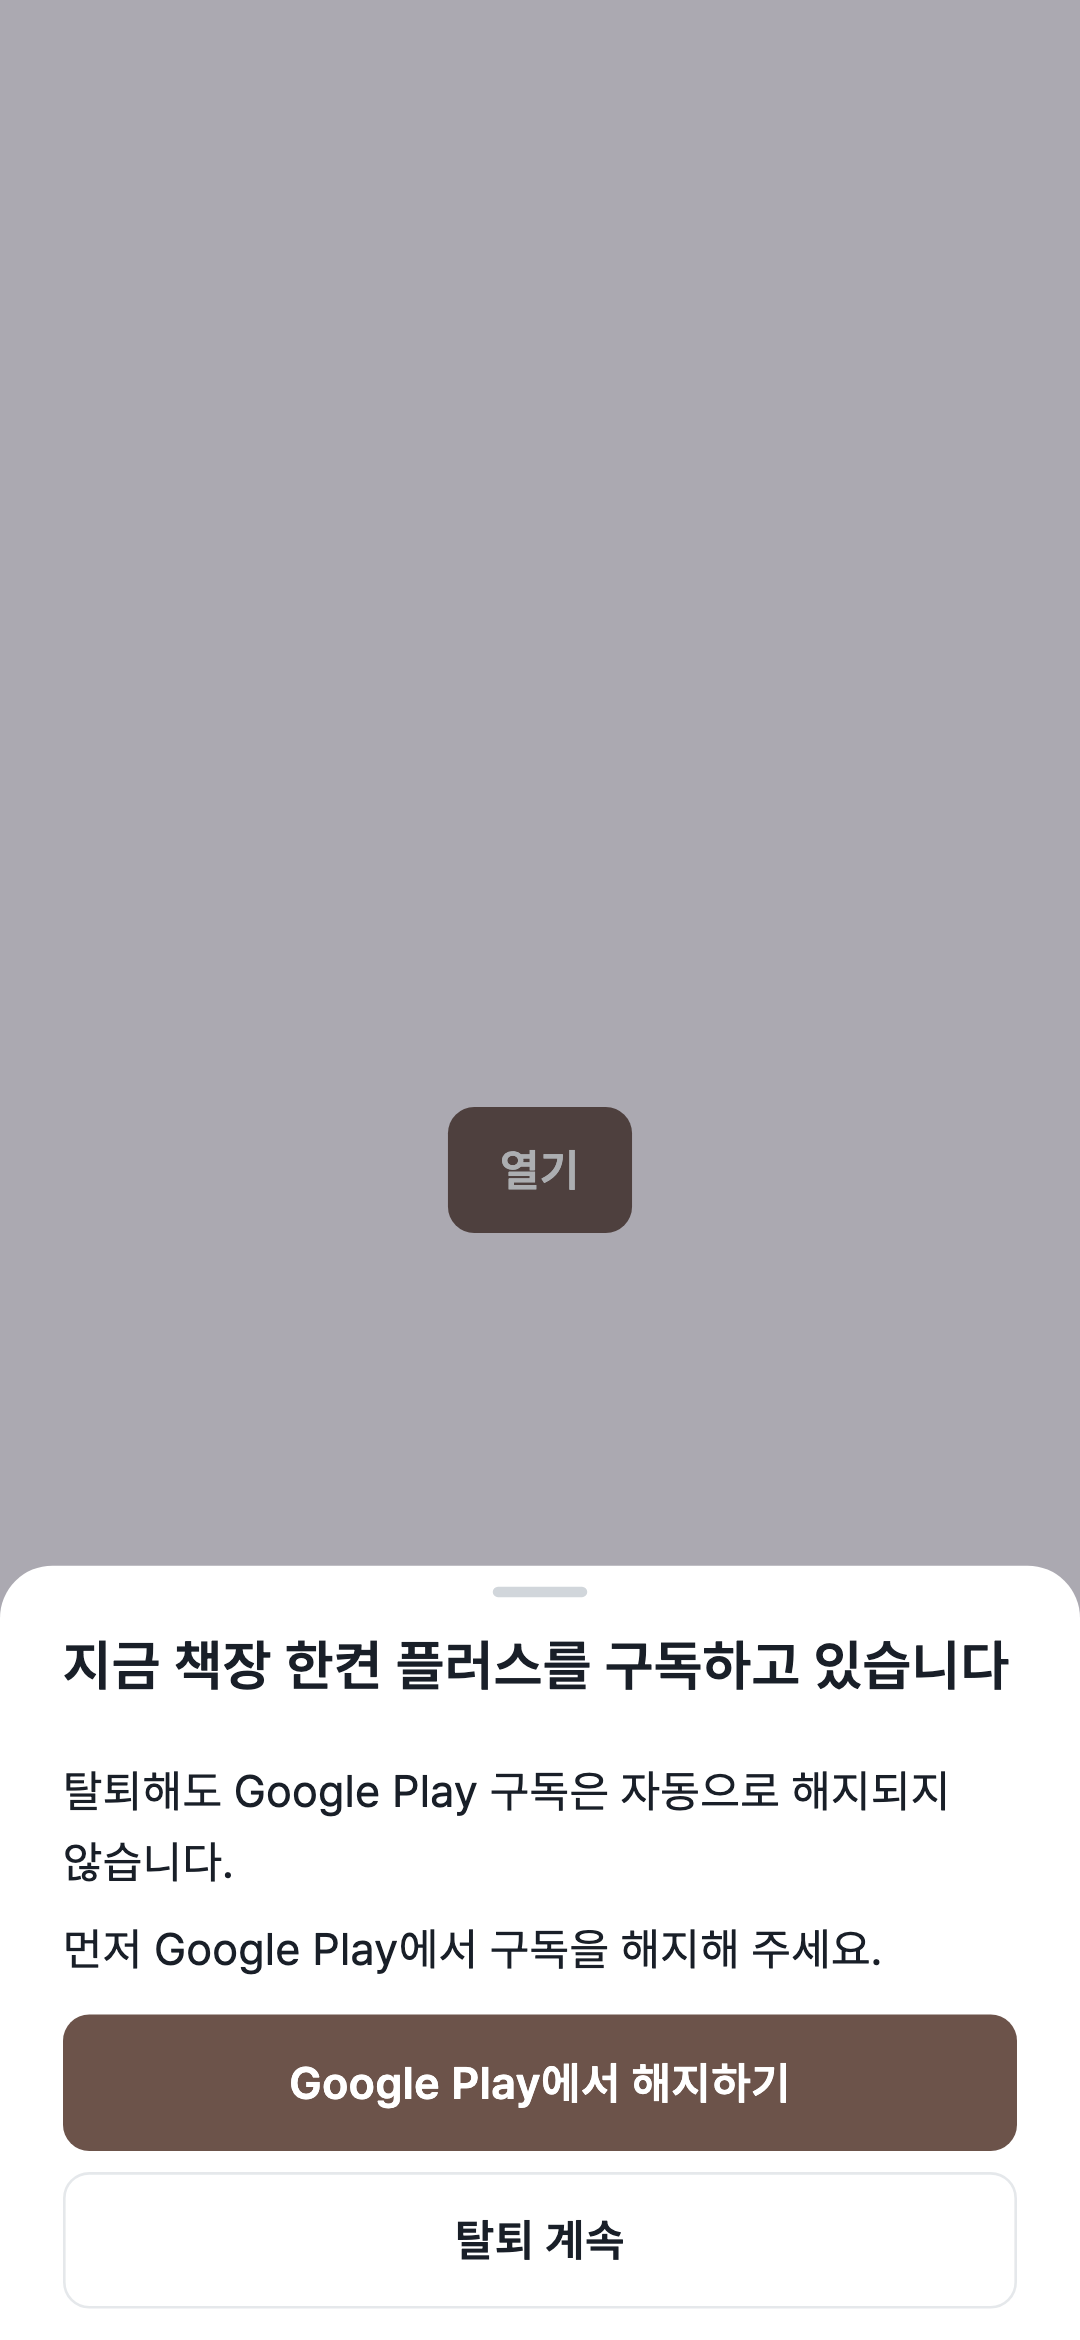 열기
지금 책장 한켠 플러스를 구독하고 있습니다
탈퇴해도 Google Play 구독은 자동으로 해지되지
않습니다.
먼저 Google Play에서 구독을 해지해 주세요.
Google Play에서 해지하기
탈퇴 계속